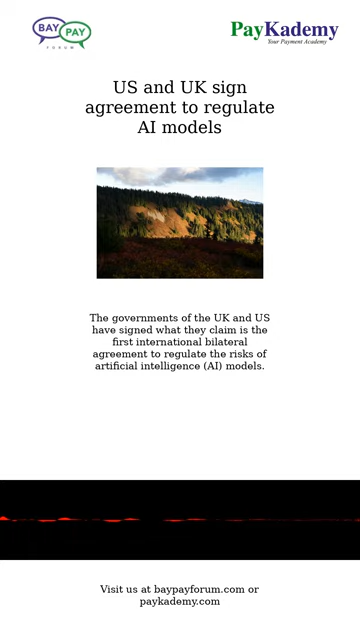 BAY
PAY
FORUM
PayKademy
Your Payment Academy
US and UK sign
agreement to regulate
AI models
The governments of the UK and US
have signed what they claim is the
first international bilateral
agreement to regulate the risks of
artificial intelligence (AI) models.
Visit us at baypayforum.com or
paykademy.com